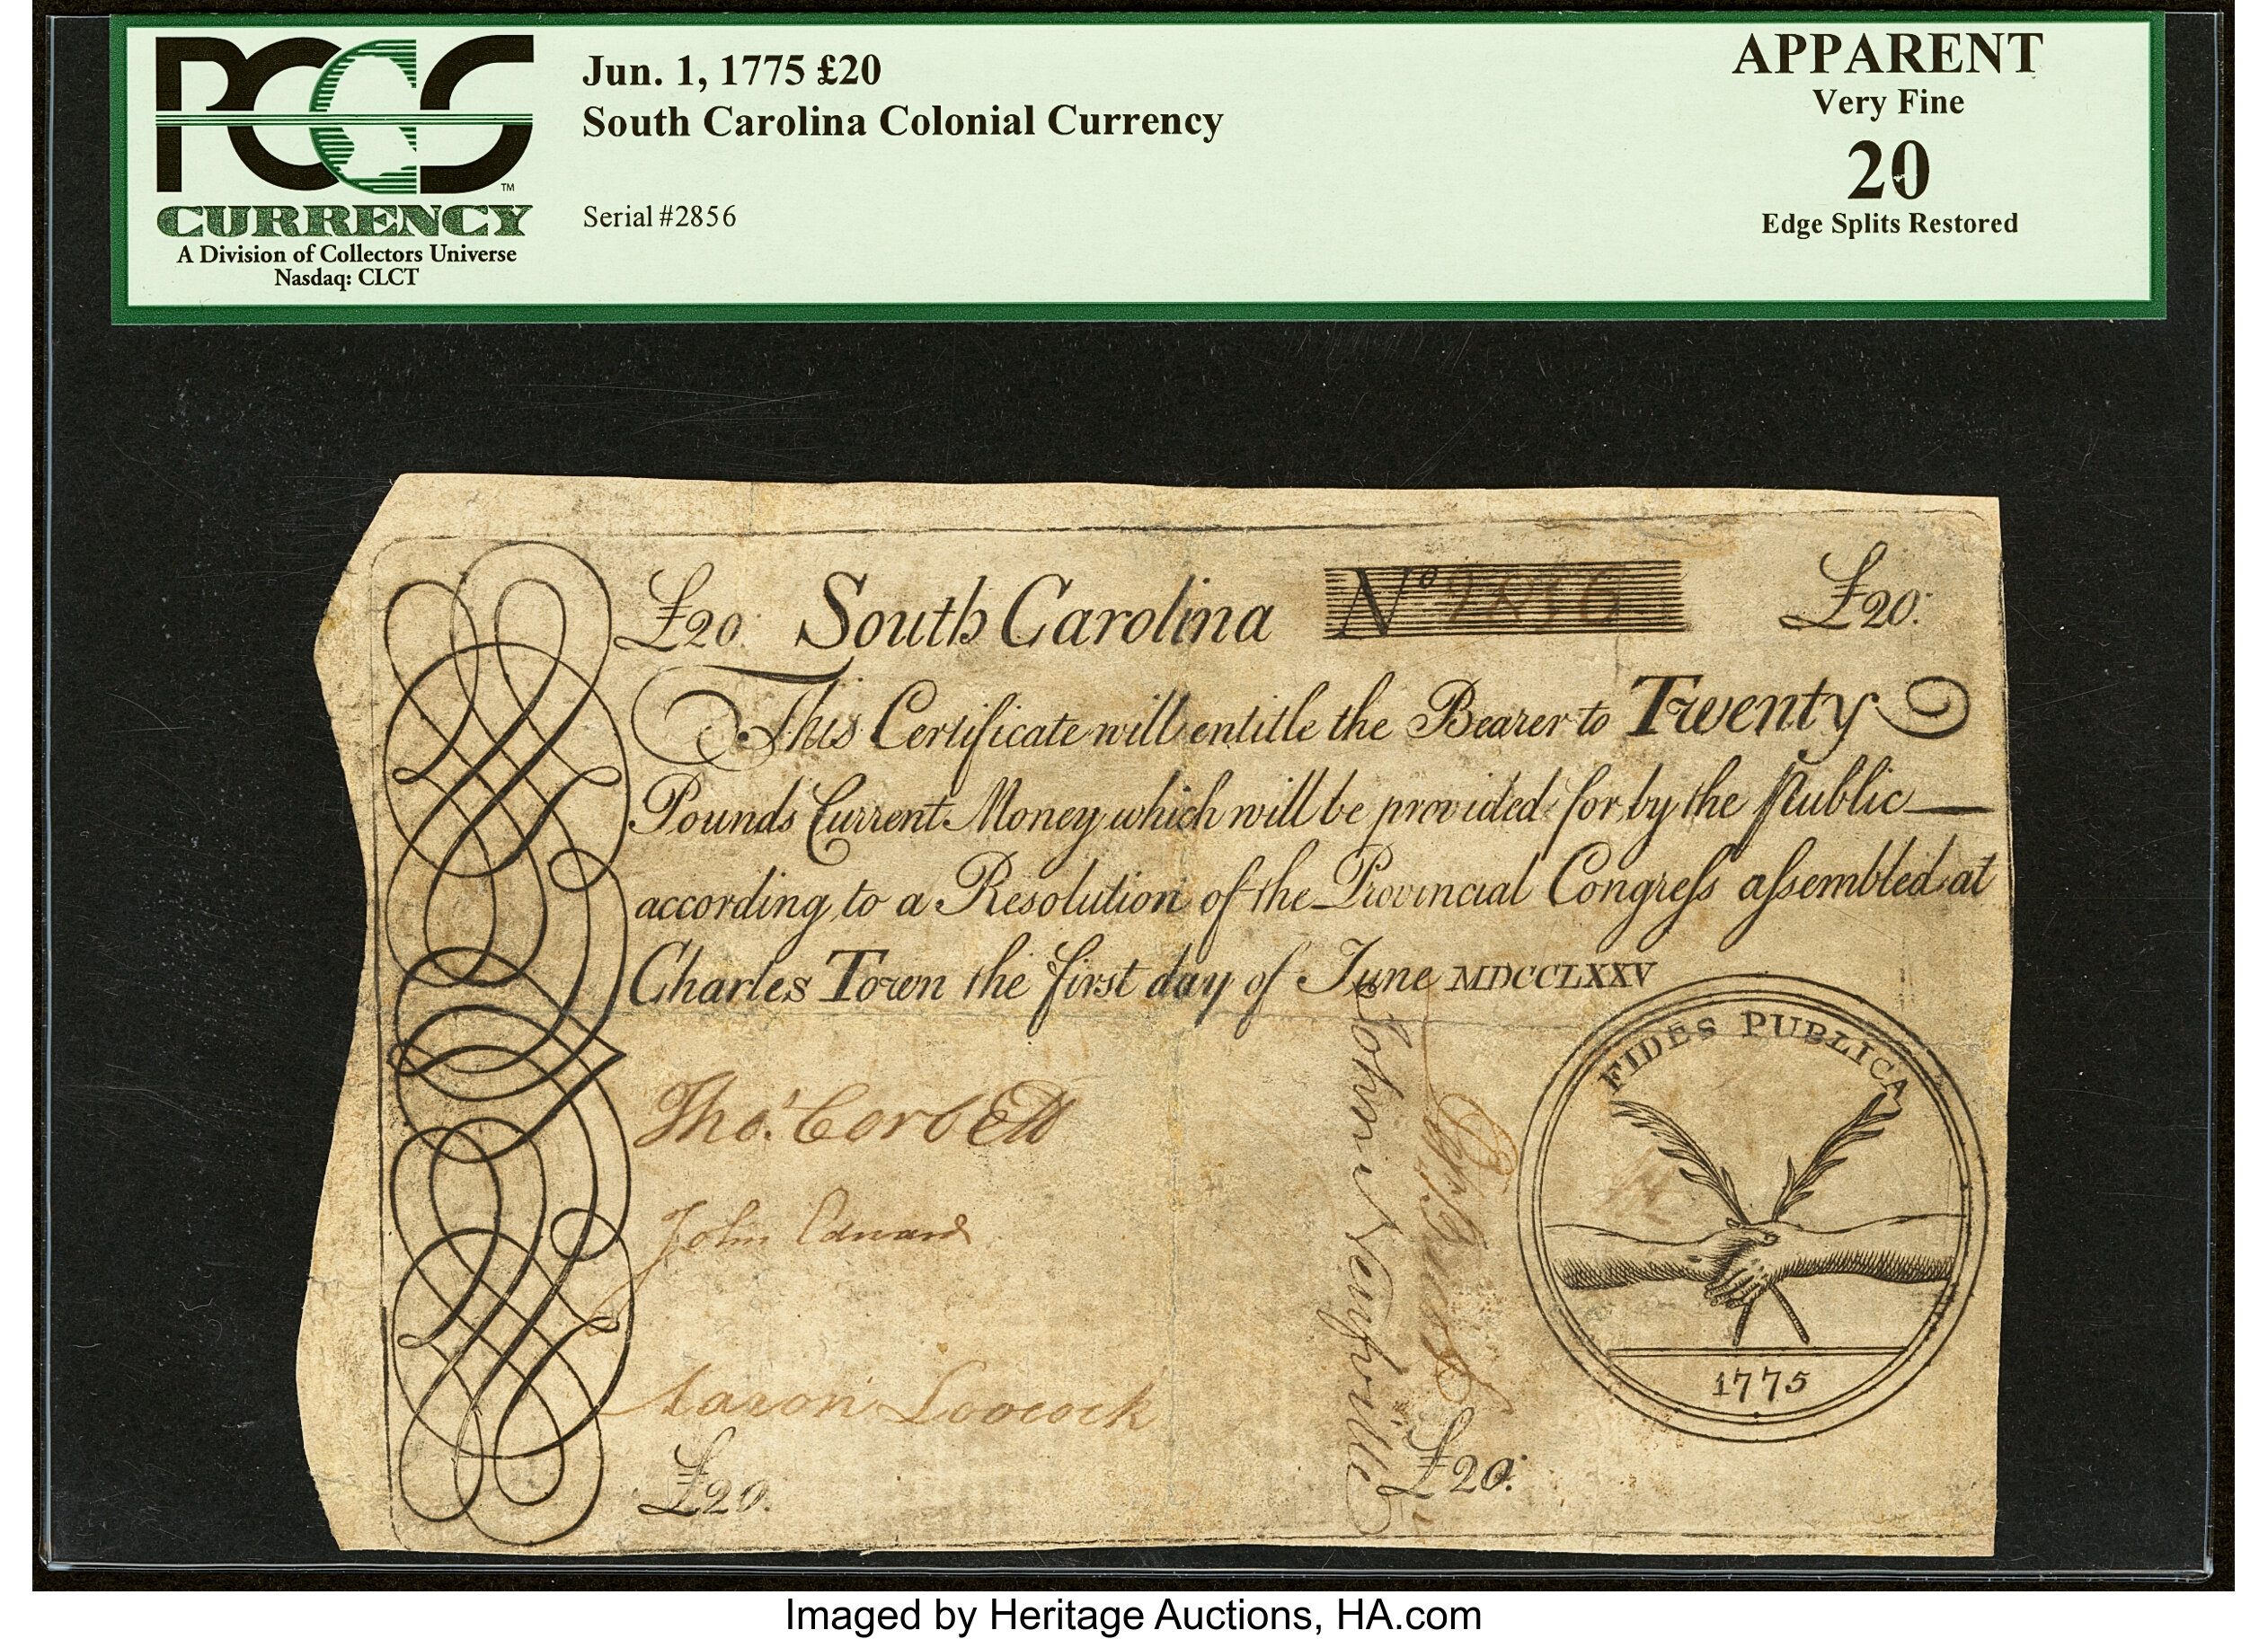 PCGS
TM
CURRENCY
A Division of Collectors Universe
Nasdaq: CLCT
Jun. 1, 1775 £20
South Carolina Colonial Currency
Serial #2856
APPARENT
Very Fine
20
Edge Splits Restored
£20. South Carolina No 2856 £20.
This Certificate will entitle the Bearer to Twenty
Pounds Current Money which will be provided for by the Public
according to a Resolution of the Provincial Congreſs aſsembled at
Charles Town the first day of June MDCCLXXV
FIDES PUBLICA
1775
Thos. Corbett
John Edwards
Aaron Loocock
John
£20.
£20.
Imaged by Heritage Auctions, HA.com